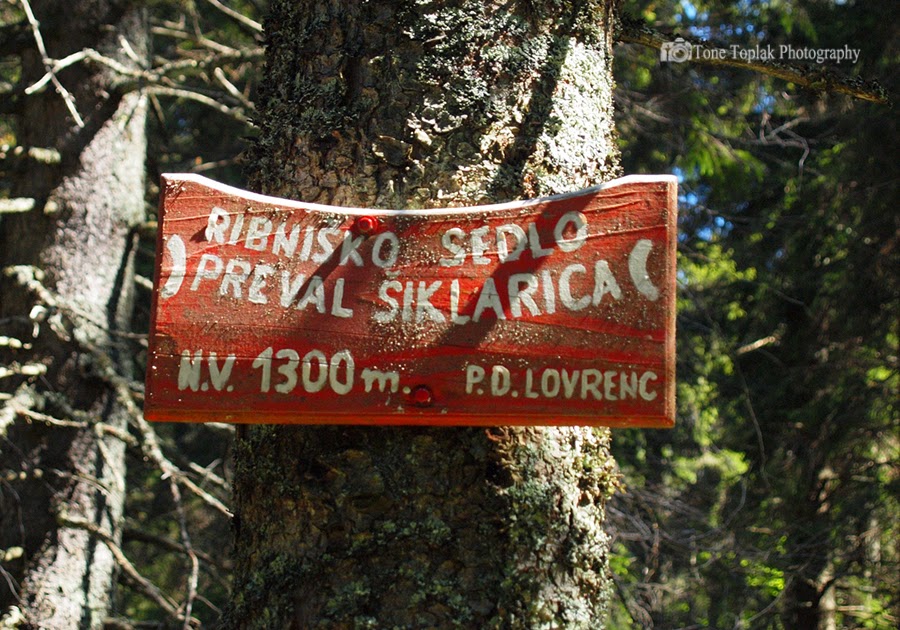 Tone Toplak Photography
RIBNIŠKO SEDLO
)PREVAL ŠIKLARICA(
N.V. 1300 m. P.D. LOVRENC